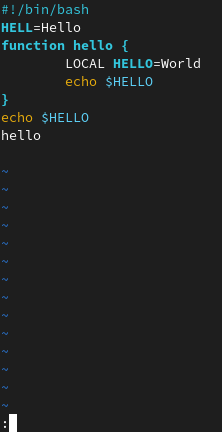 #!/bin/bash
HELL=Hello
function hello {
        LOCAL HELLO=World
        echo $HELLO
}
echo $HELLO
hello

~
~
~
~
~
~
~
~
~
~
~
~
~
~
: